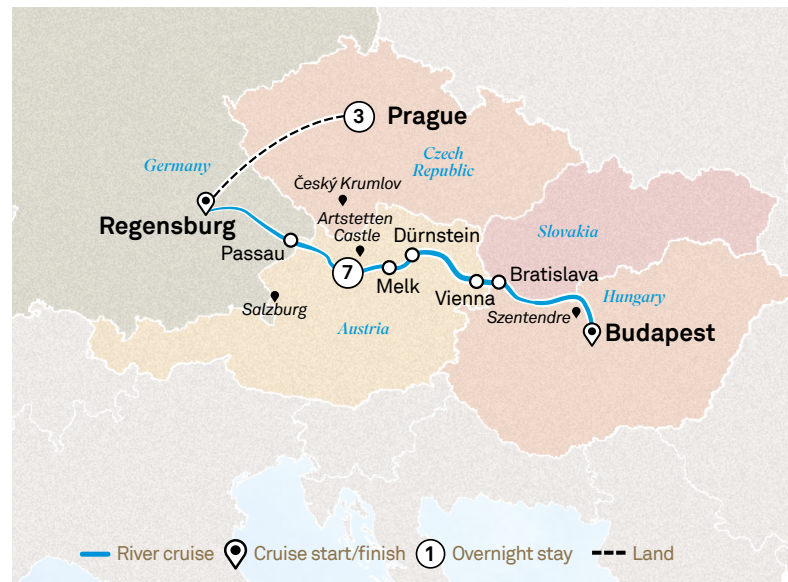 3
Prague
Germany
Czech
Republic
Český Krumlov
Regensburg
Artstetten
Castle
Dürnstein
Slovakia
Passau
7
Melk
Bratislava
Vienna
Hungary
Salzburg
Szentendre
Austria
Budapest
River cruise
Cruise start/finish
1
Overnight stay
Land